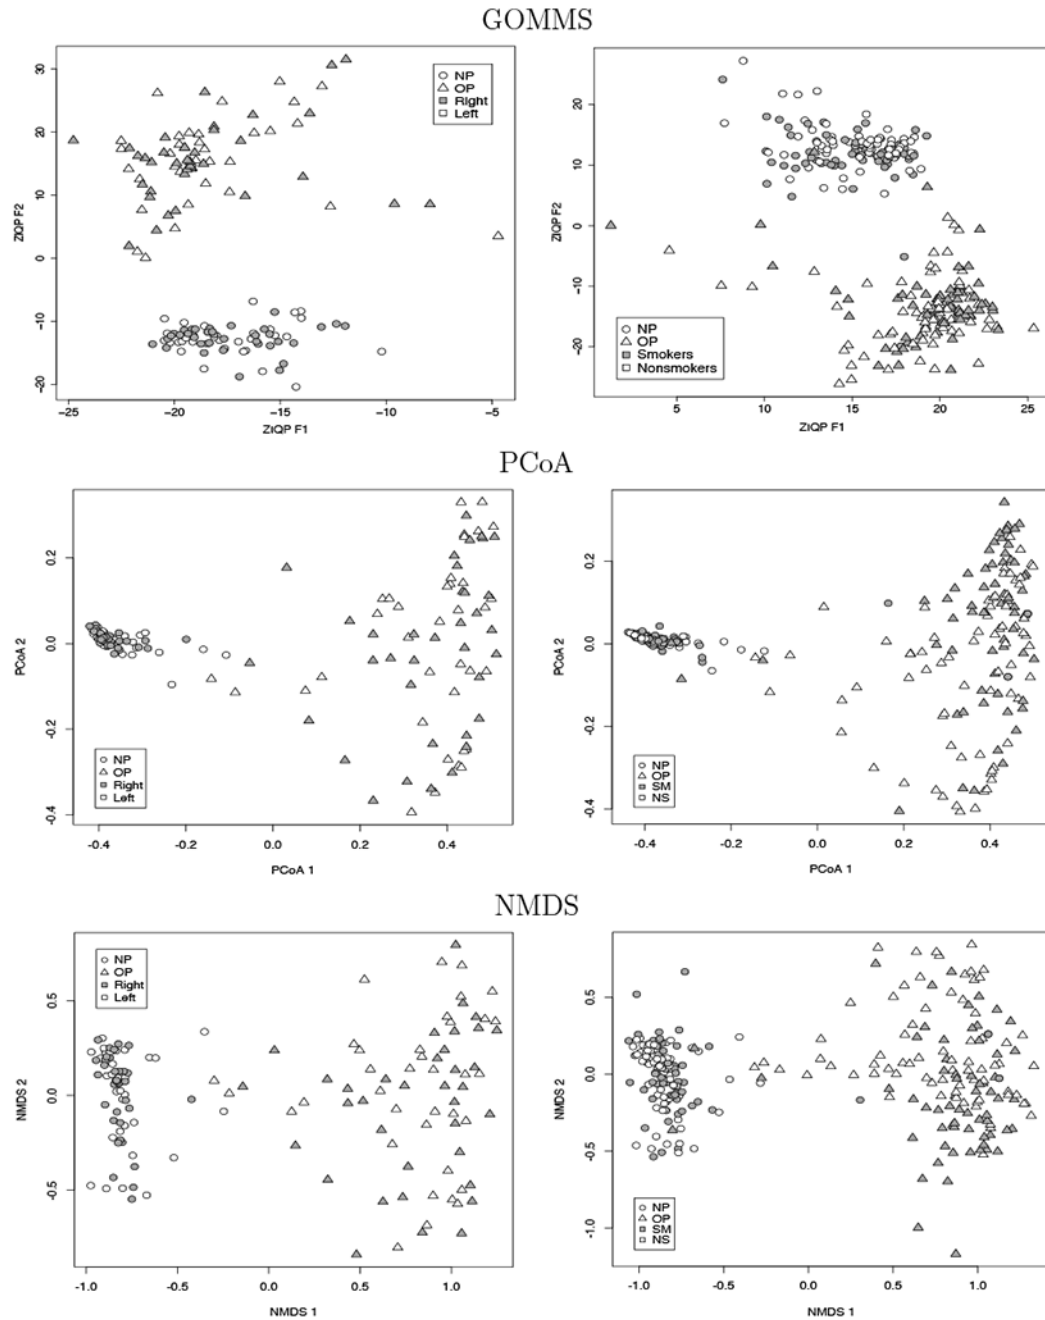 GOMMS
30
20
10
0
−10
−20
ZIQP F2
NP
OP
Right
Left
−25
−20
−15
−10
−5
ZIQP F1
20
10
0
−10
−20
ZIQP F2
NP
OP
Smokers
Nonsmokers
5
10
15
20
25
ZIQP F1
PCoA
0.2
0.0
-0.2
-0.4
PCoA 2
NP
OP
Right
Left
-0.4
-0.2
0.0
0.2
0.4
PCoA 1
0.2
0.0
-0.2
-0.4
PCoA 2
NP
OP
SM
NS
-0.4
-0.2
0.0
0.2
0.4
PCoA 1
NMDS
0.5
0.0
-0.5
NMDS 2
NP
OP
Right
Left
-1.0
-0.5
0.0
0.5
1.0
NMDS 1
0.5
0.0
-0.5
-1.0
NMDS 2
NP
OP
SM
NS
-1.0
-0.5
0.0
0.5
1.0
NMDS 1